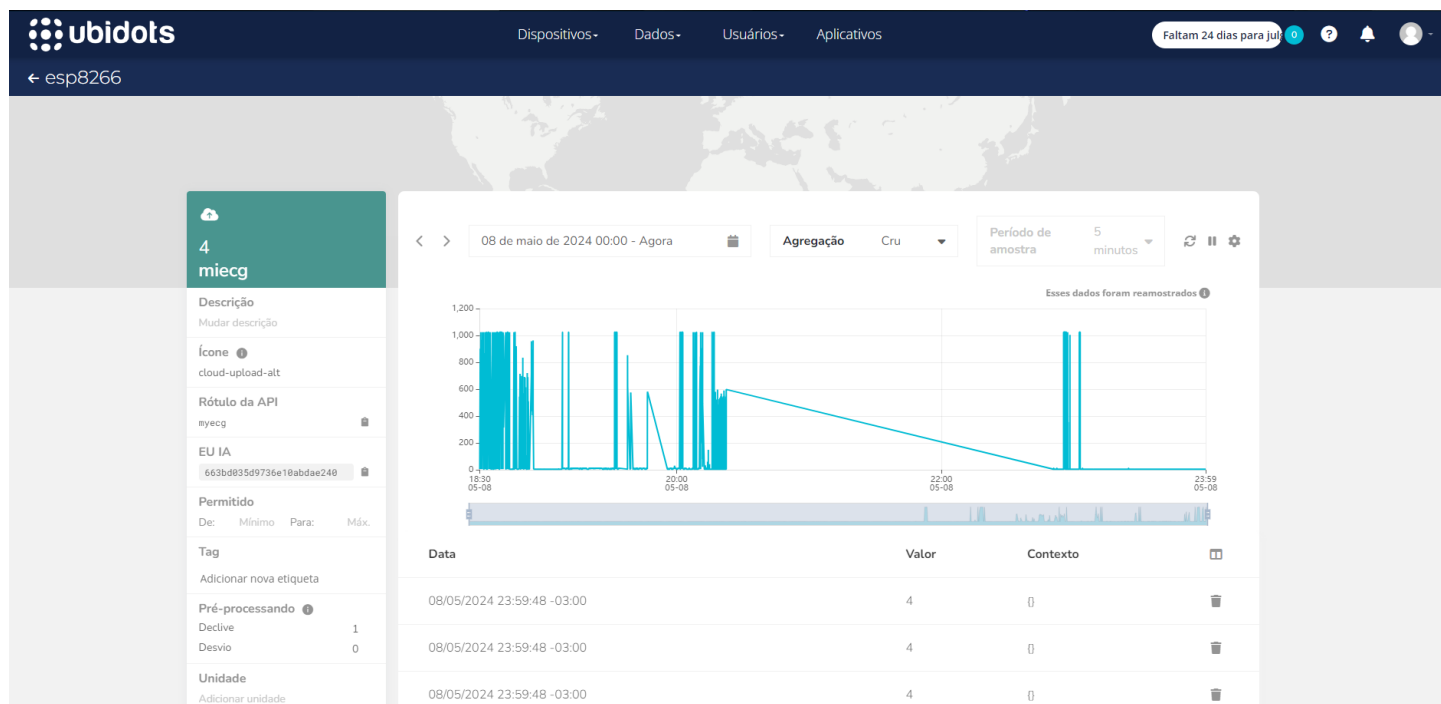 ubidots
Dispositivos Dados Usuários Aplicativos
Faltam 24 dias para jul 0 ?
← esp8266
4
miecg
Descrição
Mudar descrição
Ícone
cloud-upload-alt
Rótulo da API
myecg
EU IA
663bd035d9736e10abdae240
Permitido
De: Mínimo Para: Máx.
Tag
Adicionar nova etiqueta
Pré-processando
Declive 1
Desvio 0
Unidade
Adicionar unidade
08 de maio de 2024 00:00 - Agora
Agregação Cru
Período de
amostra
5
minutos
Esses dados foram reamostrados
1,200
1,000
800
600
400
200
0
18:30
05-08
20:00
05-08
22:00
05-08
23:59
05-08
Data Valor Contexto
08/05/2024 23:59:48 -03:00 4 {}
08/05/2024 23:59:48 -03:00 4 {}
08/05/2024 23:59:48 -03:00 4 {}